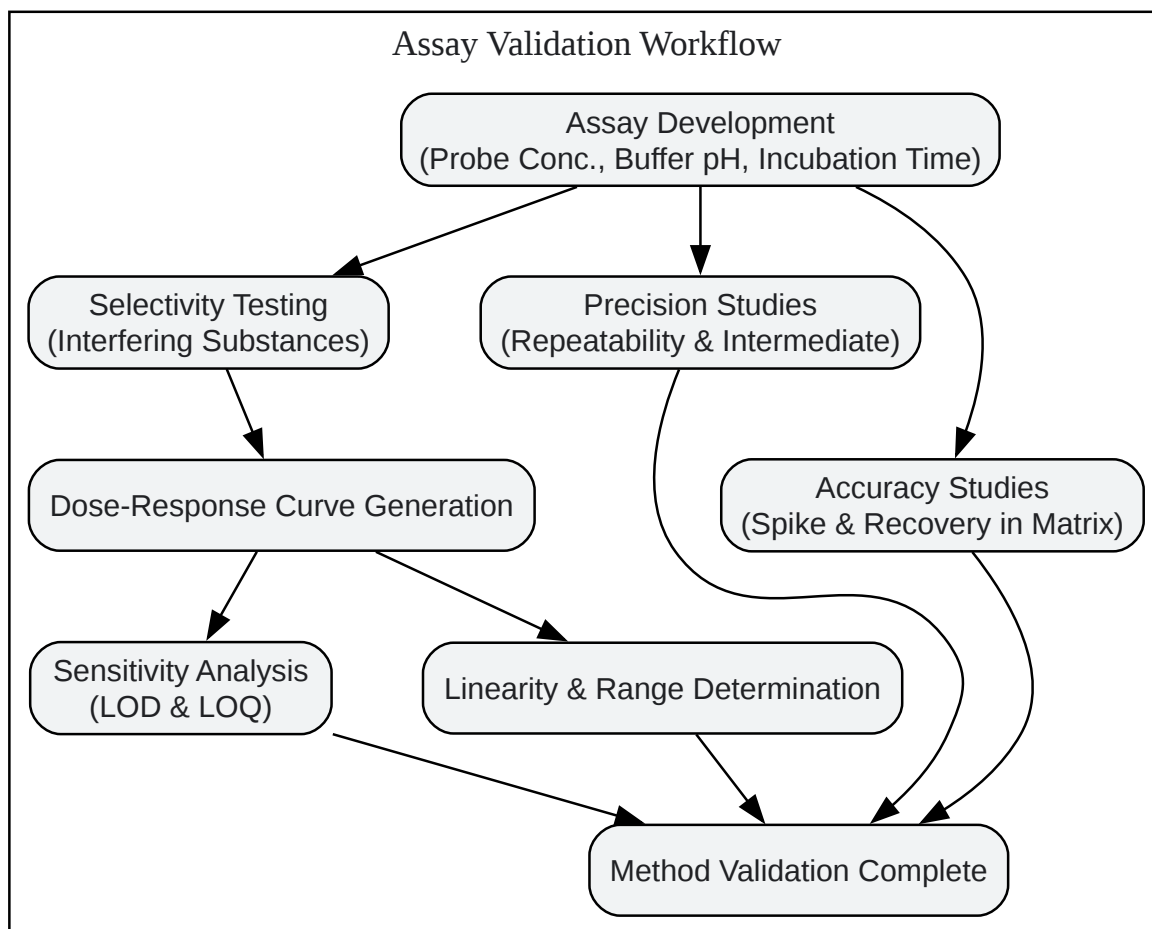 Assay Validation Workflow
Assay Development
(Probe Conc., Buffer pH, Incubation Time)
Selectivity Testing
(Interfering Substances)
Precision Studies
(Repeatability & Intermediate)
Dose-Response Curve Generation
Accuracy Studies
(Spike & Recovery in Matrix)
Sensitivity Analysis
(LOD & LOQ)
Linearity & Range Determination
Method Validation Complete